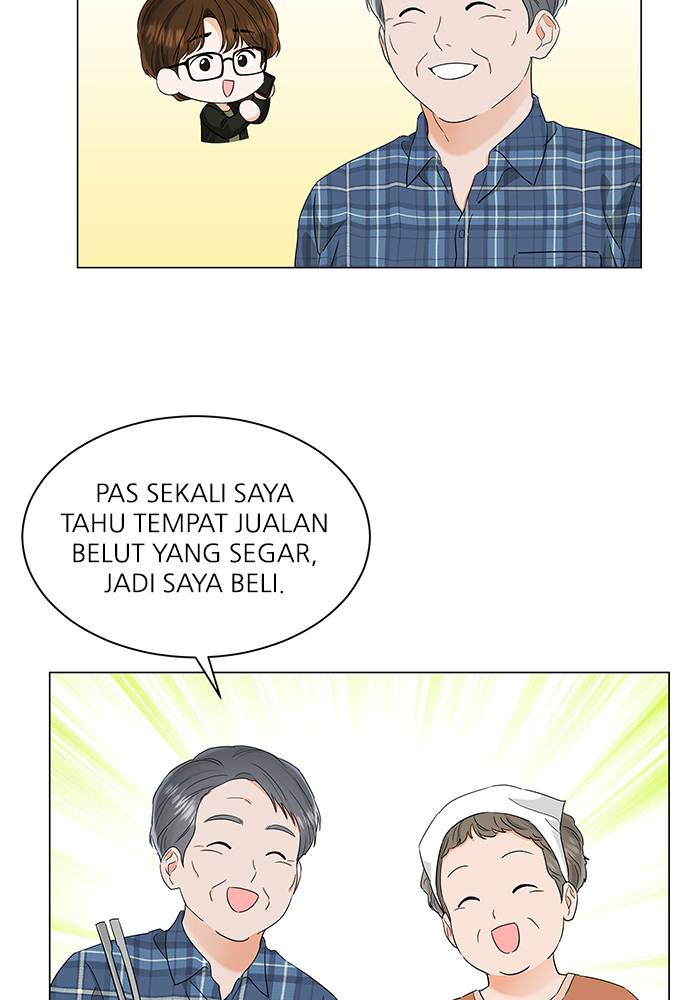 PAS SEKALI SAYA
TAHU TEMPAT JUALAN
BELUT YANG SEGAR,
JADI SAYA BELI.